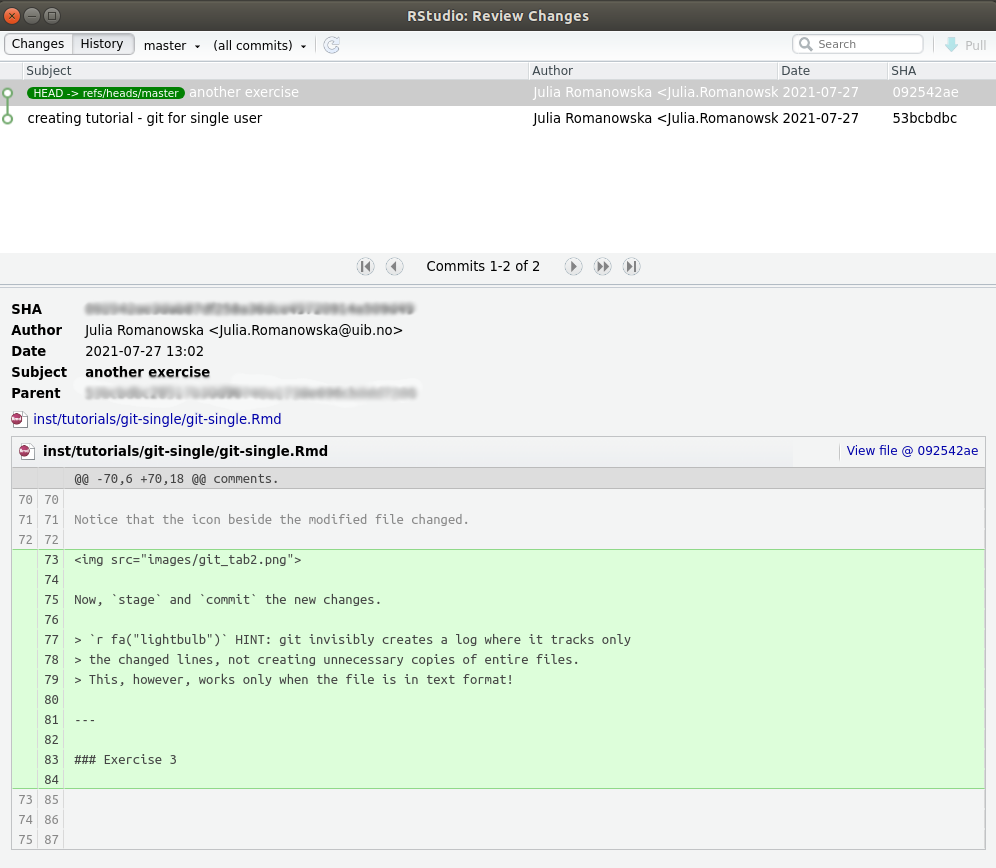 RStudio: Review Changes
Changes History master (all commits) Search Pull
Subject Author Date SHA
HEAD -> refs/heads/master another exercise Julia Romanowska <Julia.Romanowsk 2021-07-27 092542ae
creating tutorial - git for single user Julia Romanowska <Julia.Romanowsk 2021-07-27 53bcbdbc
Commits 1-2 of 2
SHA
Author Julia Romanowska <Julia.Romanowska@uib.no>
Date 2021-07-27 13:02
Subject another exercise
Parent
inst/tutorials/git-single/git-single.Rmd
inst/tutorials/git-single/git-single.Rmd View file @ 092542ae
@@ -70,6 +70,18 @@ comments.
70 70
71 71 Notice that the icon beside the modified file changed.
72 72
73 <img src="images/git_tab2.png">
74
75 Now, `stage` and `commit` the new changes.
76
77 > `r fa("lightbulb")` HINT: git invisibly creates a log where it tracks only
78 > the changed lines, not creating unnecessary copies of entire files.
79 > This, however, works only when the file is in text format!
80
81 ---
82
83 ### Exercise 3
84
73 85
74 86
75 87